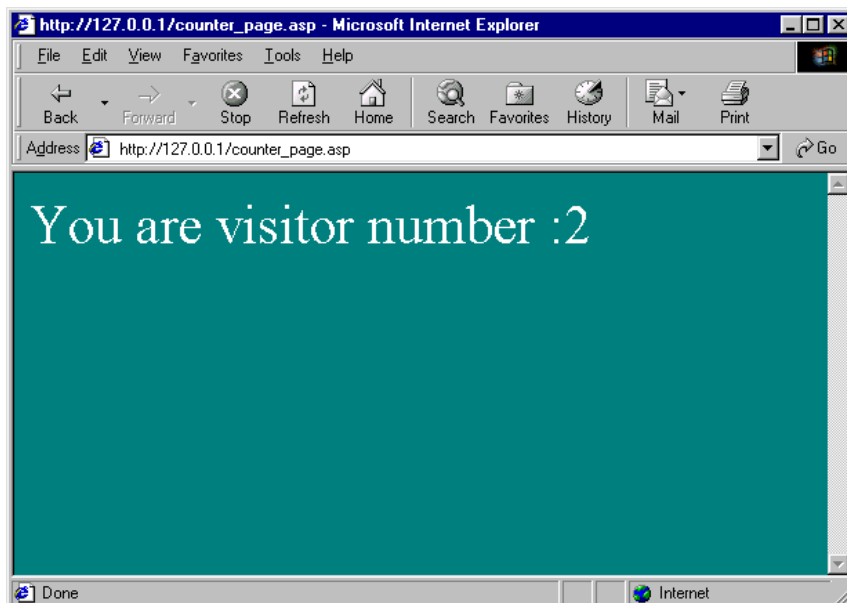 http://127.0.0.1/counter_page.asp - Microsoft Internet Explorer
File Edit View Favorites Tools Help
Back Forward Stop Refresh Home Search Favorites History Mail Print
Address http://127.0.0.1/counter_page.asp Go
You are visitor number :2
Done Internet